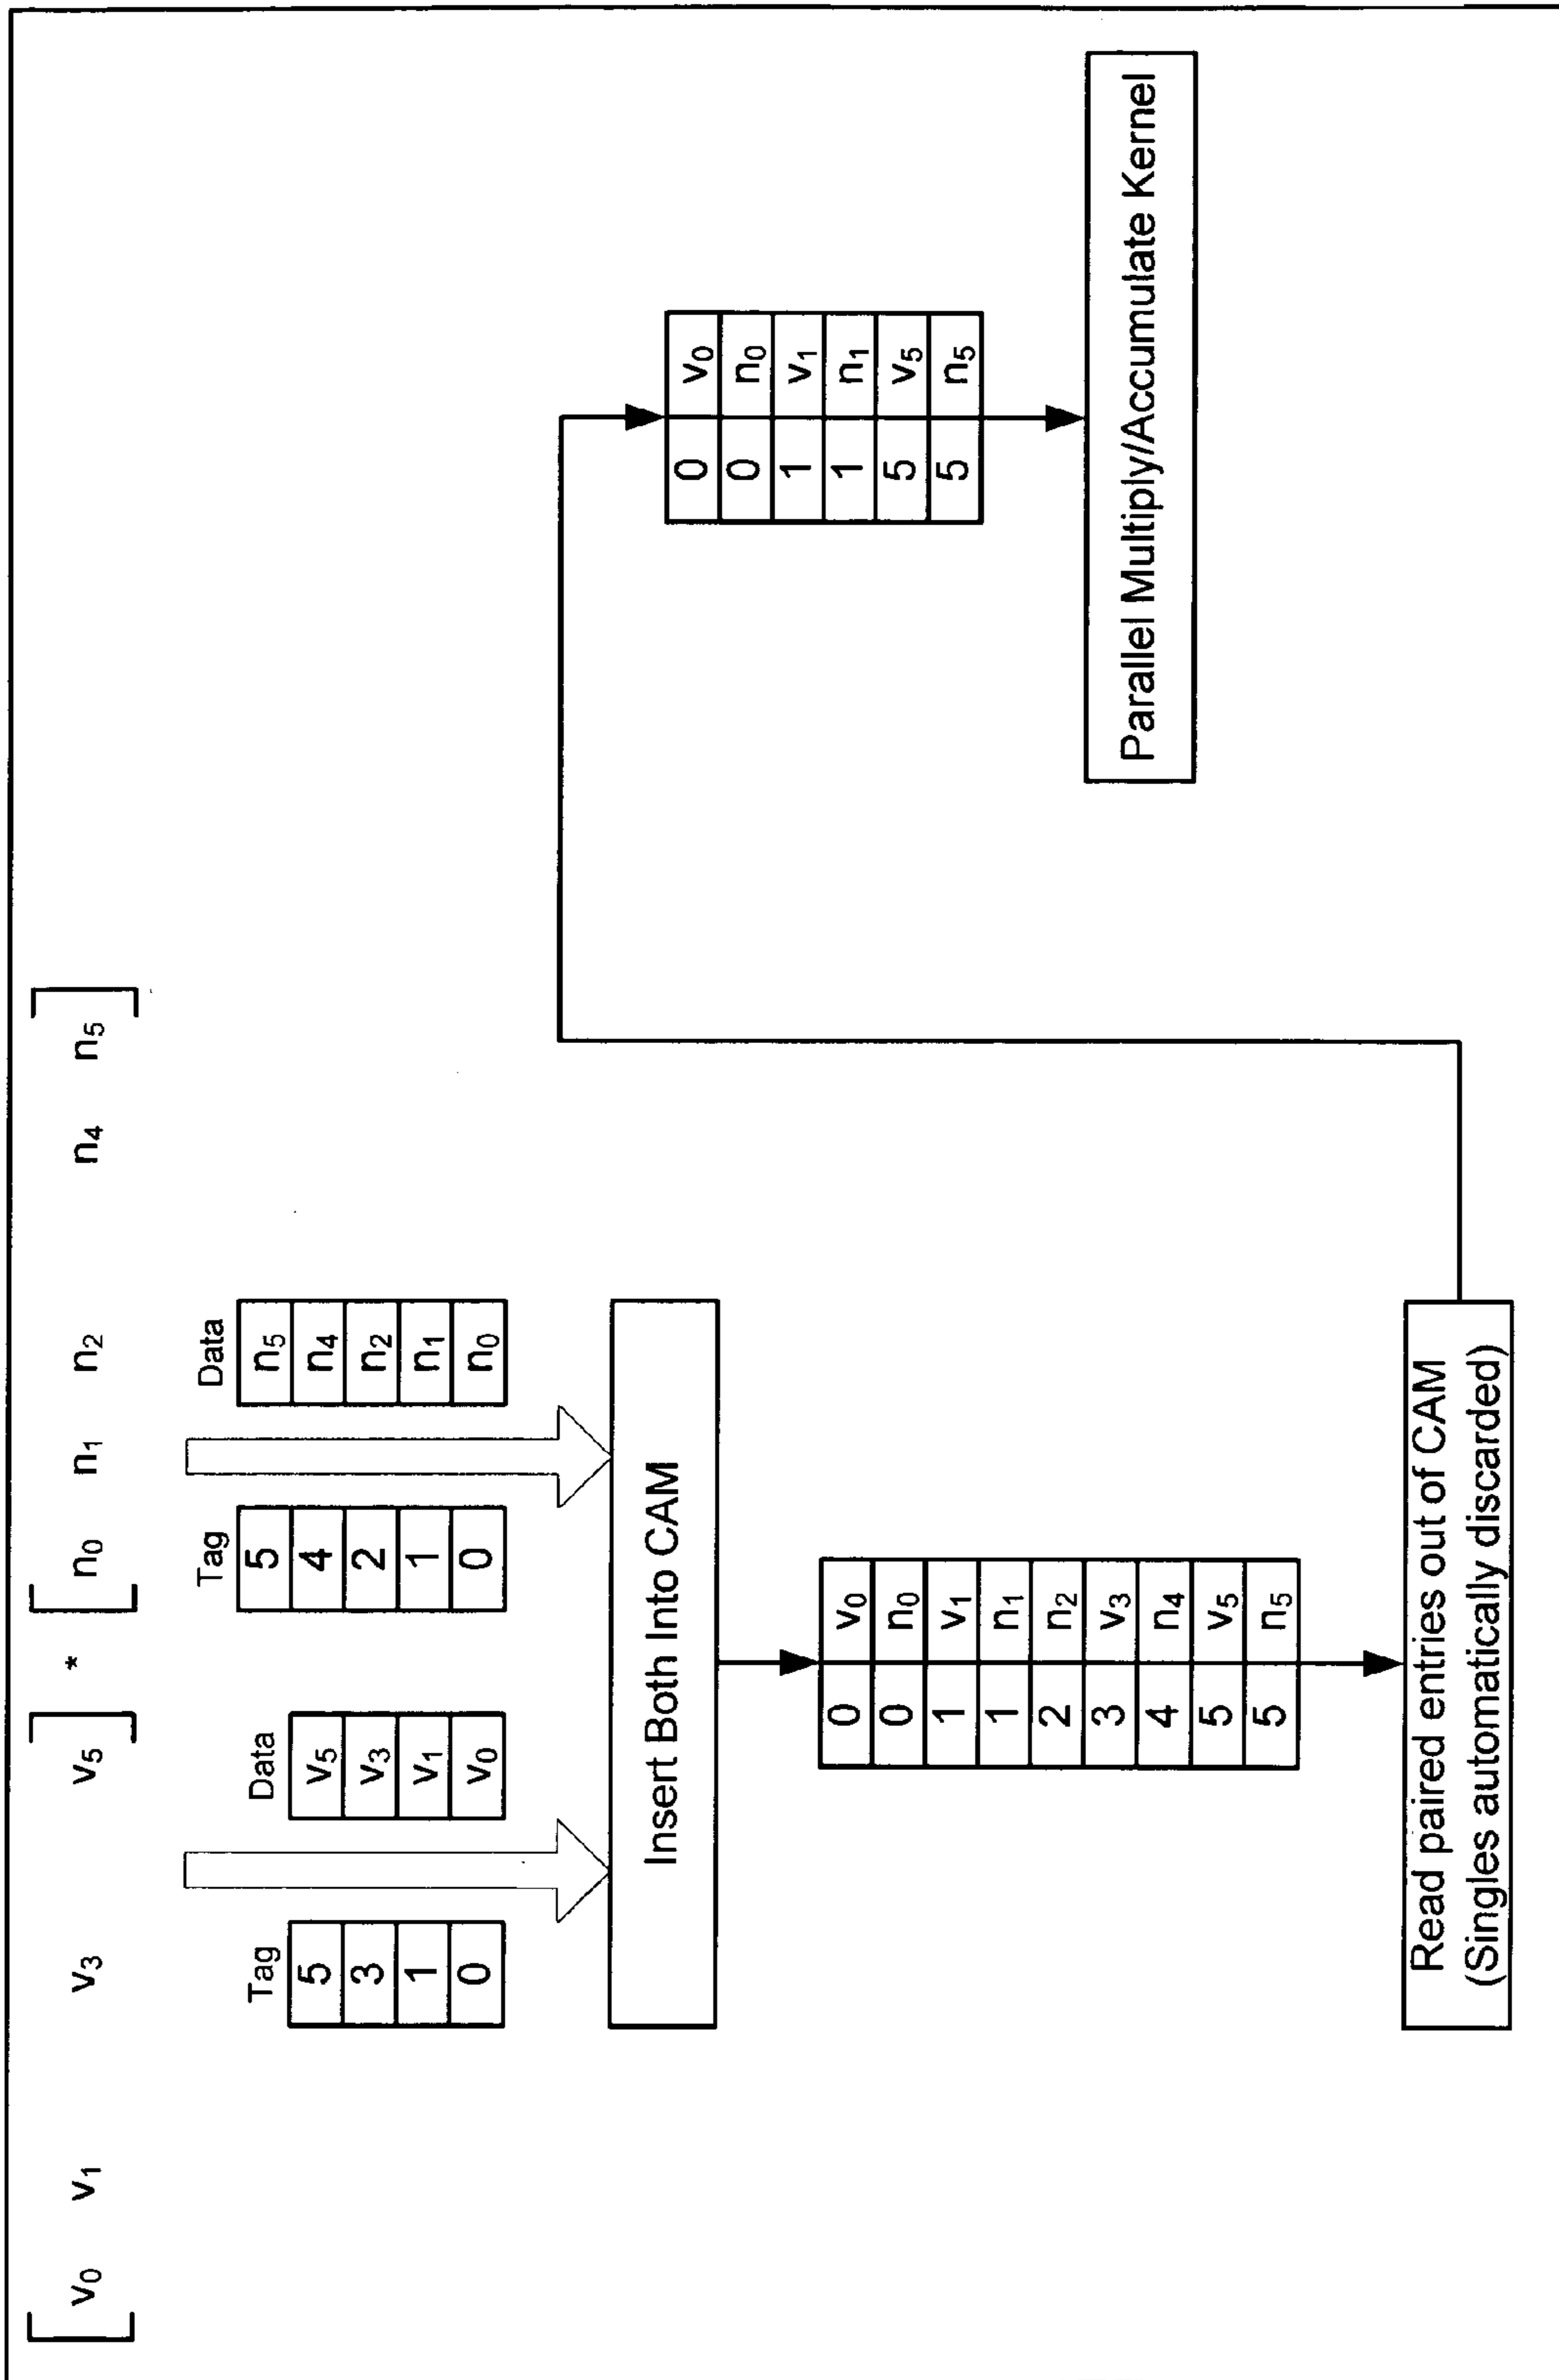 [ v₀ v₁ v₃ v₅ ] * [ n₀ n₁ n₂ n₄ n₅ ]
Tag Data
5 v₅
3 v₃
1 v₁
0 v₀
Tag Data
5 n₅
4 n₄
2 n₂
1 n₁
0 n₀
Insert Both Into CAM
0 v₀
0 n₀
1 v₁
1 n₁
2 n₂
3 v₃
4 n₄
5 v₅
5 n₅
Read paired entries out of CAM
(Singles automatically discarded)
0 v₀
0 n₀
1 v₁
1 n₁
5 v₅
5 n₅
Parallel Multiply/Accumulate Kernel